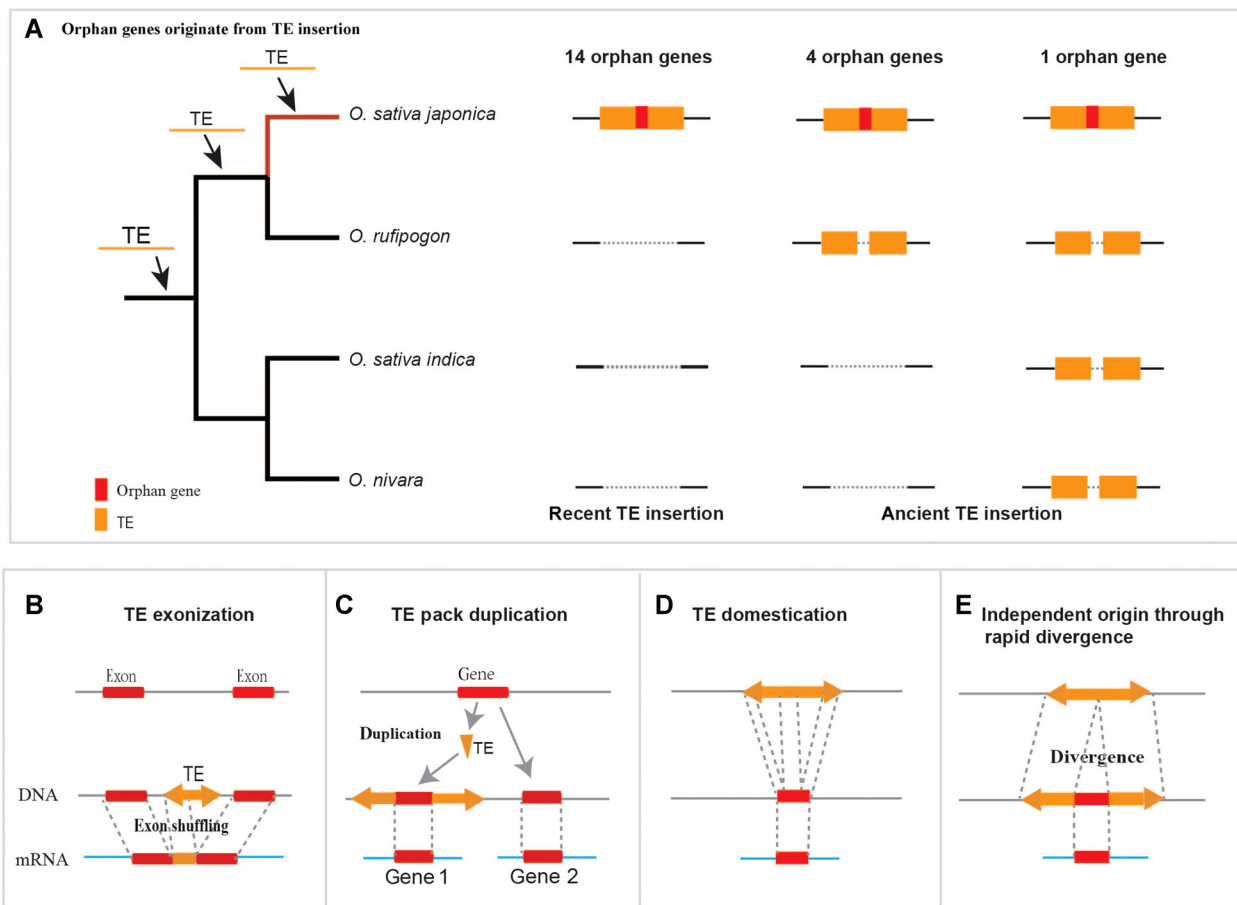 A Orphan genes originate from TE insertion
TE
14 orphan genes
4 orphan genes
1 orphan gene
O. sativa japonica
TE
O. rufipogon
TE
O. sativa indica
O. nivara
Orphan gene
TE
Recent TE insertion
Ancient TE insertion
B TE exonization
Exon
Exon
TE
DNA
Exon shuffling
mRNA
C TE pack duplication
Gene
Duplication
TE
Gene 1
Gene 2
D TE domestication
E Independent origin through
rapid divergence
Divergence